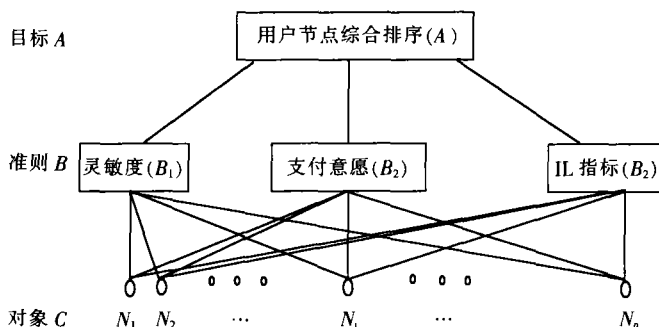 目标 A 用户节点综合排序(A)
准则 B 灵敏度(B₁) 支付意愿(B₂) IL 指标(B₂)
对象 C N₁ N₂ … Nᵢ … Nₙ